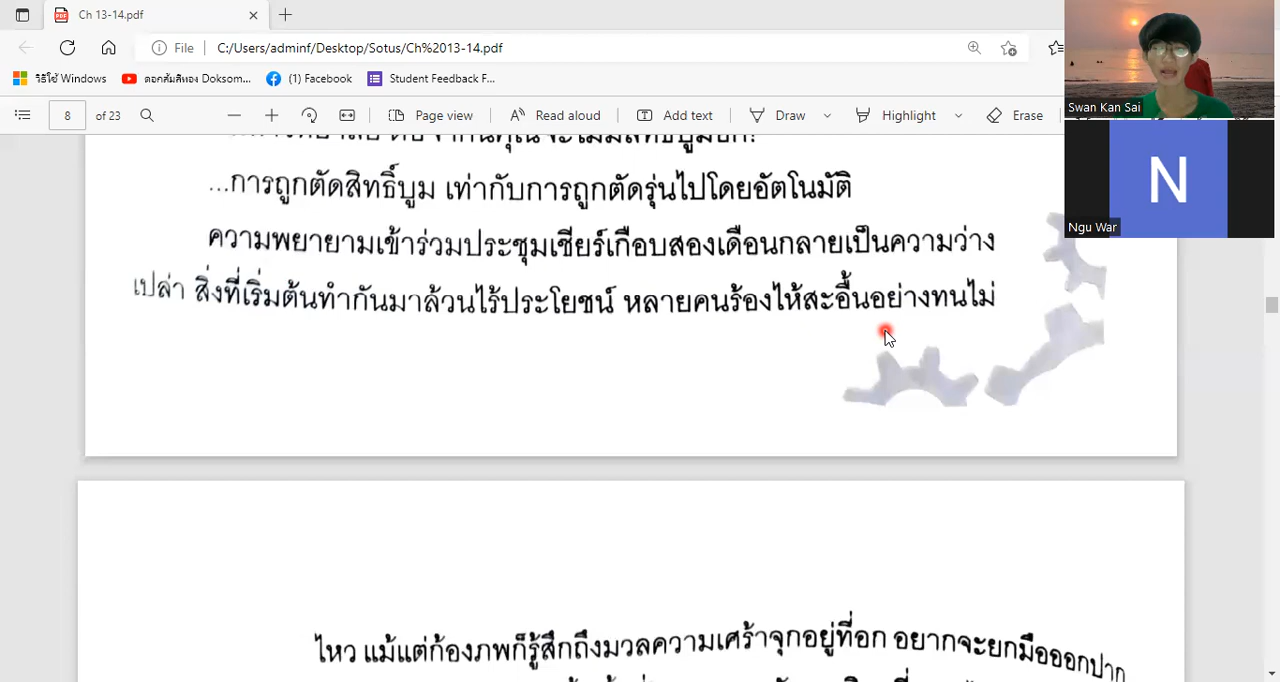 Ch 13-14.pdf
File
C:/Users/adminf/Desktop/Sotus/Ch%2013-14.pdf
วิธีใช้ Windows
ดอกส้มสีทอง Doksom...
(1) Facebook
Student Feedback F...
8
of 23
Page view
Read aloud
Add text
Draw
Highlight
Erase
Swan Kan Sai
N
Ngu War
...การถูกตัดสิทธิ์บูม เท่ากับการถูกตัดรุ่นไปโดยอัตโนมัติ
ความพยายามเข้าร่วมประชุมเชียร์เกือบสองเดือนกลายเป็นความว่าง
เปล่า สิ่งที่เริ่มต้นทำกันมาล้วนไร้ประโยชน์ หลายคนร้องไห้สะอื้นอย่างทนไม่
ไหว แม้แต่ก้องภพก็รู้สึกถึงมวลความเศร้าจุกอยู่ที่อก อยากจะยกมือออกปาก